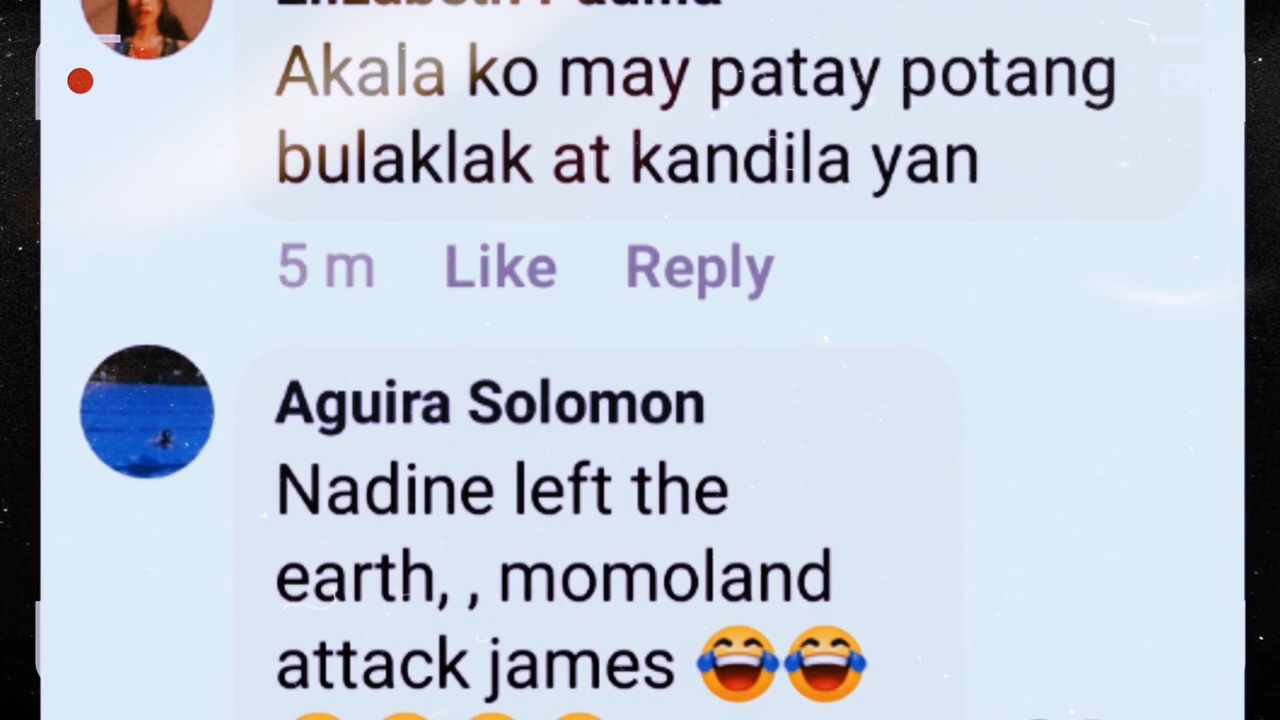 Akala ko may patay potang
bulaklak at kandila yan
5 m Like Reply
Aguira Solomon
Nadine left the
earth, , momoland
attack james 😂😂